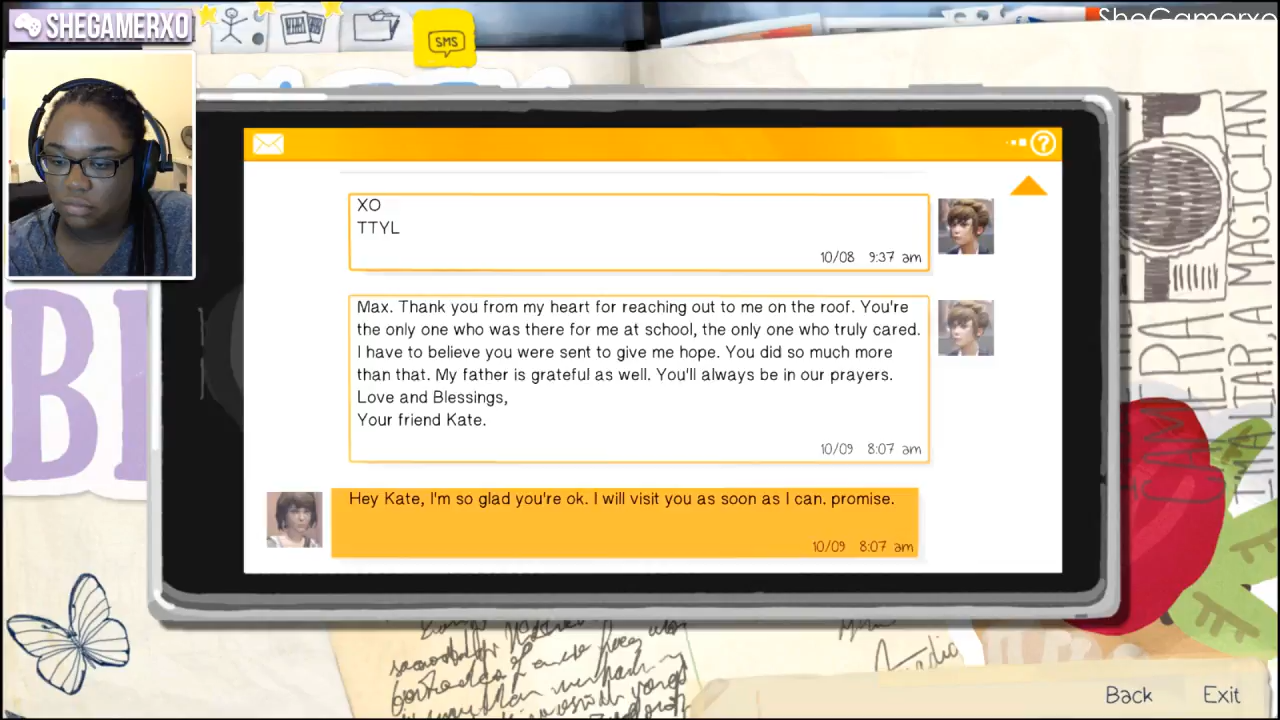 SHEGAMERXO
SMS
SheGamerxo
XO
TTYL
10/08 9:37 am
Max. Thank you from my heart for reaching out to me on the roof. You're
the only one who was there for me at school, the only one who truly cared.
I have to believe you were sent to give me hope. You did so much more
than that. My father is grateful as well. You'll always be in our prayers.
Love and Blessings,
Your friend Kate.
10/09 8:07 am
Hey Kate, I'm so glad you're ok. I will visit you as soon as I can. promise.
10/09 8:07 am
CAMERA
LIAR, A MAGICIAN
Back Exit